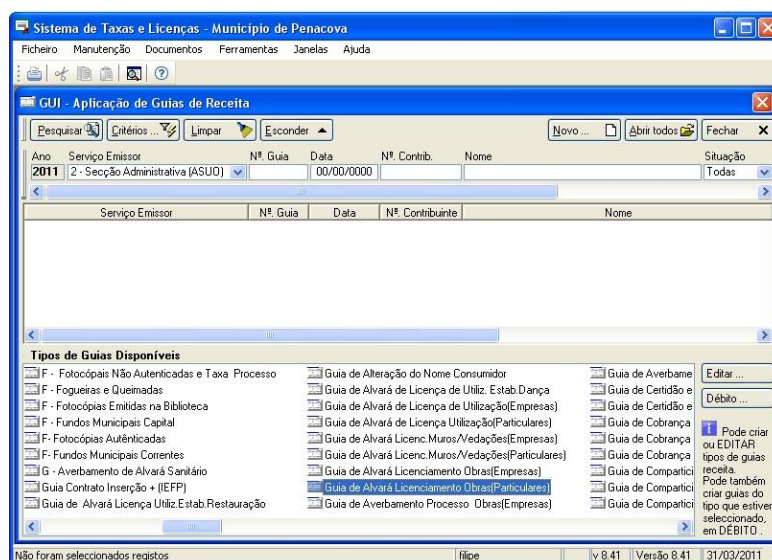 Sistema de Taxas e Licenças - Município de Penacova
Ficheiro Manutenção Documentos Ferramentas Janelas Ajuda
GUI - Aplicação de Guias de Receita
Pesquisar Critérios ... Limpar Esconder Novo ... Abrir todos Fechar
Ano Serviço Emissor Nº. Guia Data Nº. Contrib. Nome Situação
2011 2 - Secção Administrativa (ASUO) 00/00/0000 Todas
Serviço Emissor Nº. Guia Data Nº. Contribuinte Nome
Tipos de Guias Disponíveis
F - Fotocópais Não Autenticadas e Taxa Processo
F - Fogueiras e Queimadas
F - Fotocópias Emitidas na Biblioteca
F - Fundos Municipais Capital
F- Fotocópias Autênticadas
F- Fundos Municipais Correntes
G - Averbamento de Alvará Sanitário
Guia Contrato Inserção + (IEFP)
Guia de Alvará Licença Utiliz.Estab.Restauração
Guia de Alteração do Nome Consumidor
Guia de Alvará de Licença de Utiliz. Estab.Dança
Guia de Alvará de Licença de Utilização(Empresas)
Guia de Alvará de Licença Utilização(Particulares)
Guia de Alvará Licenc.Muros/Vedações(Empresas)
Guia de Alvará Licenc.Muros/Vedações(Particulares)
Guia de Alvará Licenciamento Obras(Empresas)
Guia de Alvará Licenciamento Obras(Particulares)
Guia de Averbamento Processo Obras(Empresas)
Guia de Averbame
Guia de Certidão e
Guia de Certidão e
Guia de Cobrança
Guia de Cobrança
Guia de Cobrança
Guia de Compartici
Guia de Compartici
Guia de Compartici
Editar ...
Débito ...
Pode criar
ou EDITAR
tipos de guias
receita.
Pode também
criar guias do
tipo que estiver
seleccionado,
em DÉBITO .
Não foram seleccionados registos filipe v 8.41 Versão 8.41 31/03/2011